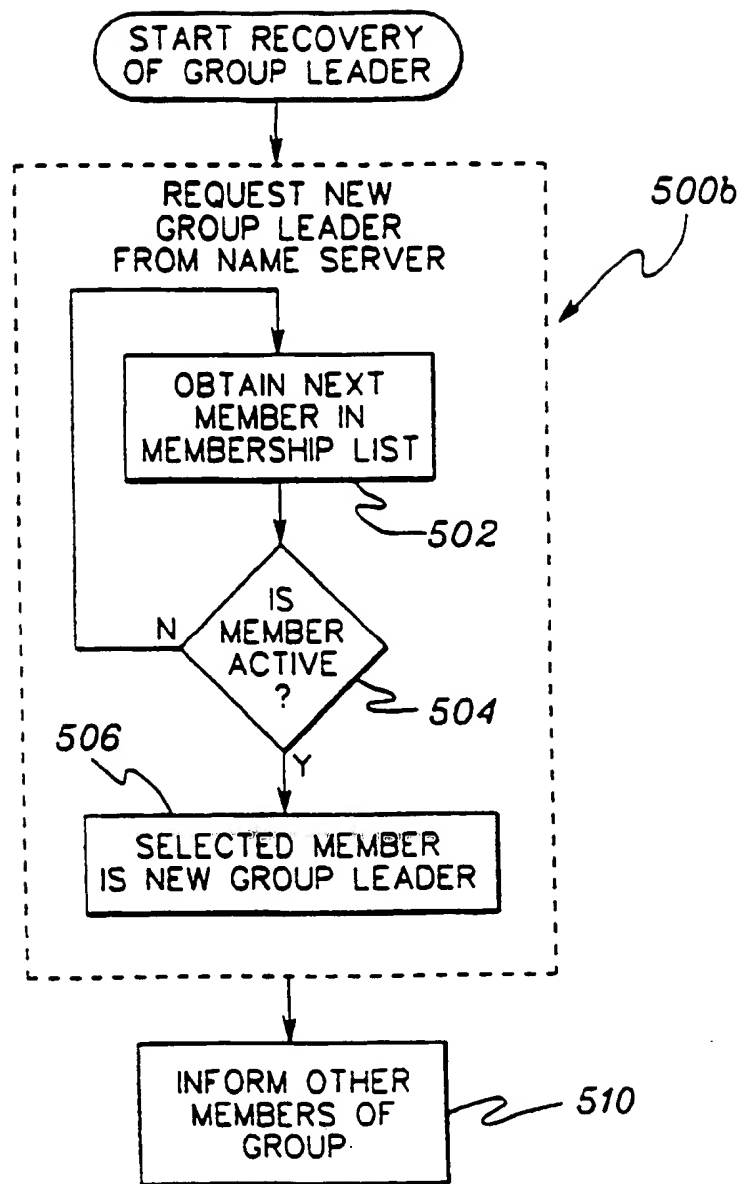 START RECOVERY
OF GROUP LEADER
REQUEST NEW
GROUP LEADER
FROM NAME SERVER
500b
OBTAIN NEXT
MEMBER IN
MEMBERSHIP LIST
502
IS
MEMBER
ACTIVE
?
N
504
Y
506
SELECTED MEMBER
IS NEW GROUP LEADER
INFORM OTHER
MEMBERS OF
GROUP
510